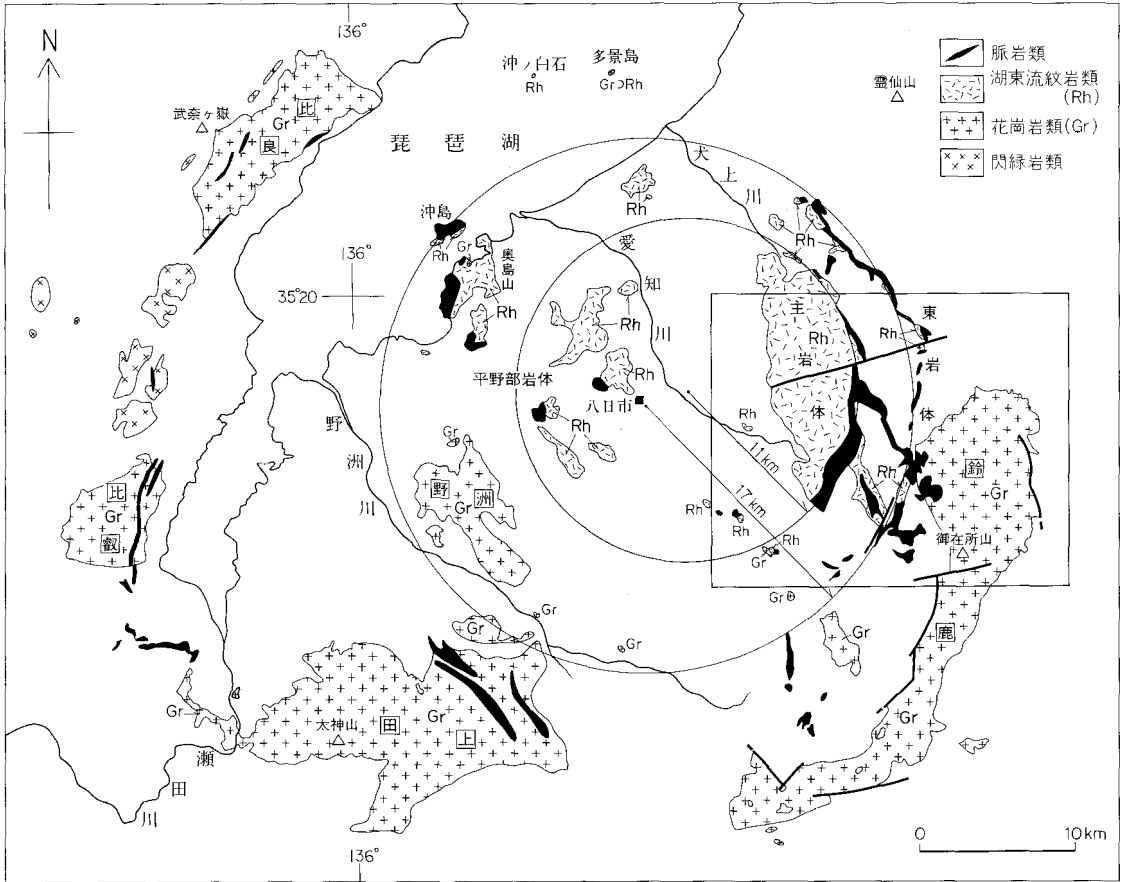 N
136°
沖ノ白石
Rh
多景島
Gr⊃Rh
霊仙山
脈岩類
湖東流紋岩類
(Rh)
花崗岩類(Gr)
閃緑岩類
武奈ヶ嶽
比
Gr
良
琵琶湖
犬上川
Rh
Rh
沖島
Rh
Gr
奥島山
Rh
愛知川
136°
35°20
Rh
主岩体
Rh
Rh
東岩体
Rh
平野部岩体
Rh
八日市
Rh
Rh
Rh
11km
17km
Rh
Rh
Rh
Rh
Gr
Gr
野洲川
Gr
野
洲
Gr
比
Gr
叡
鈴
Gr
御在所山
鹿
Gr
Gr
Gr
Gr
Gr
Gr
太神山
田
Gr
上
Gr
瀬田川
136°
0
10km